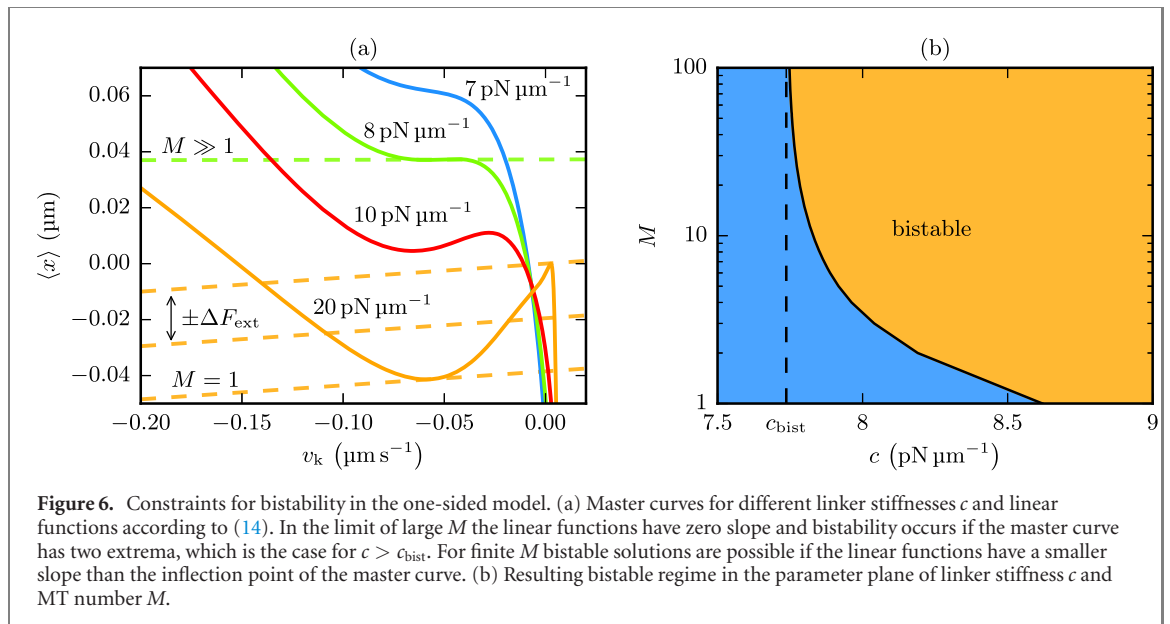 (a)
(b)
0.06
0.04
0.02
0.00
−0.02
−0.04
⟨x⟩ (µm)
7 pN µm⁻¹
8 pN µm⁻¹
M ≫ 1
10 pN µm⁻¹
20 pN µm⁻¹
±ΔF_ext
M = 1
−0.20 −0.15 −0.10 −0.05 0.00
v_k (µm s⁻¹)
100
10
1
M
bistable
7.5 c_bist 8 8.5 9
c (pN µm⁻¹)
Figure 6. Constraints for bistability in the one-sided model. (a) Master curves for different linker stiffnesses c and linear
functions according to (14). In the limit of large M the linear functions have zero slope and bistability occurs if the master curve
has two extrema, which is the case for c > c_bist. For finite M bistable solutions are possible if the linear functions have a smaller
slope than the inflection point of the master curve. (b) Resulting bistable regime in the parameter plane of linker stiffness c and
MT number M.